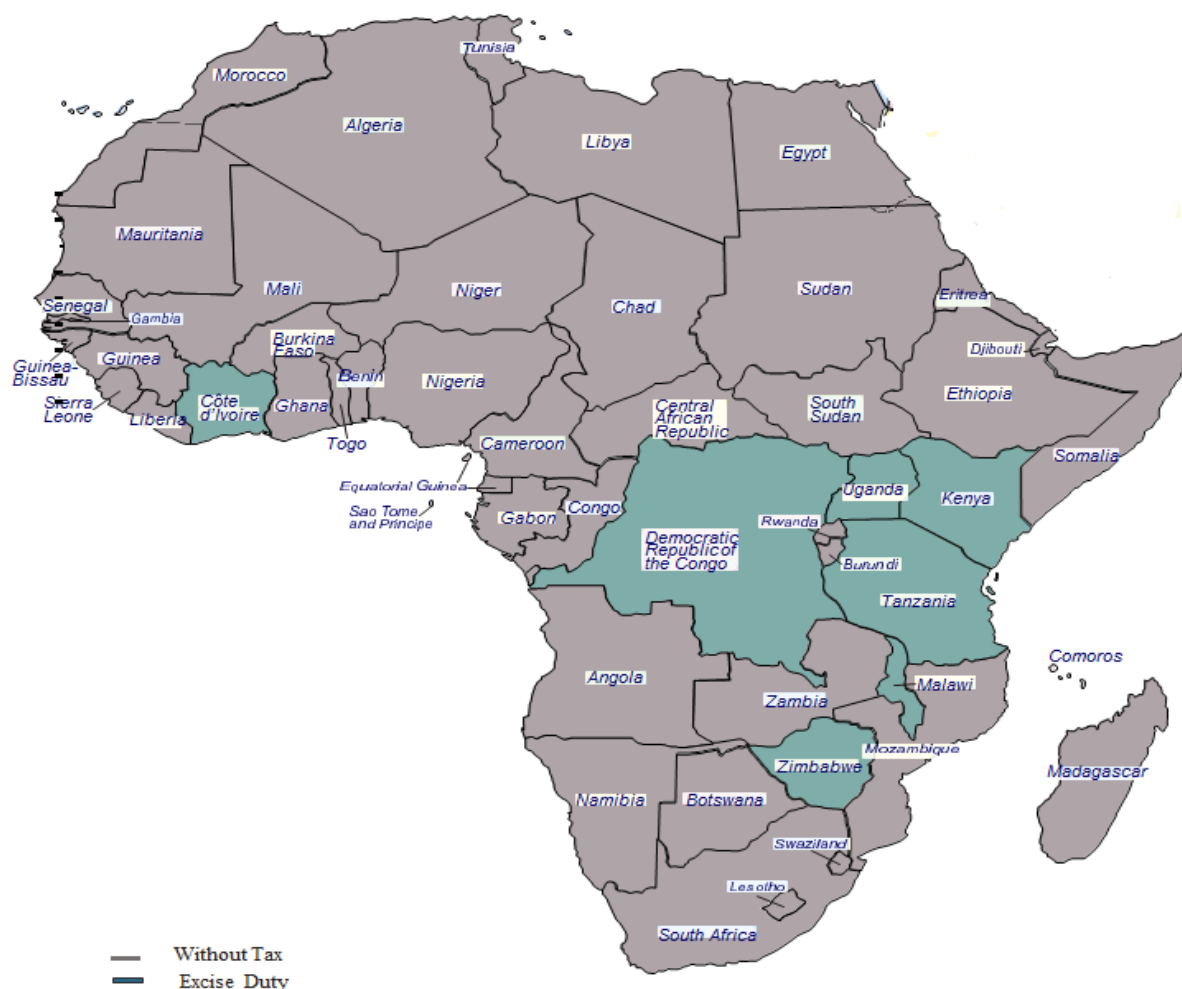 Tunisia
Morocco
Algeria
Libya
Egypt
Mauritania
Mali
Niger
Chad
Sudan
Eritrea
Senegal
Gambia
Burkina
Faso
Djibouti
Guinea-
Bissau
Guinea
Benin
Nigeria
Ethiopia
Sierra
Leone
Liberia
Côte
d'Ivoire
Ghana
Togo
Central
African
Republic
South
Sudan
Cameroon
Somalia
Equatorial Guinea
Sao Tome
and Principe
Gabon
Congo
Uganda
Kenya
Rwanda
Democratic
Republic of
the Congo
Burundi
Tanzania
Comoros
Angola
Zambia
Malawi
Mozambique
Zimbabwe
Madagascar
Namibia
Botswana
Swaziland
Lesotho
South Africa
Without Tax
Excise Duty